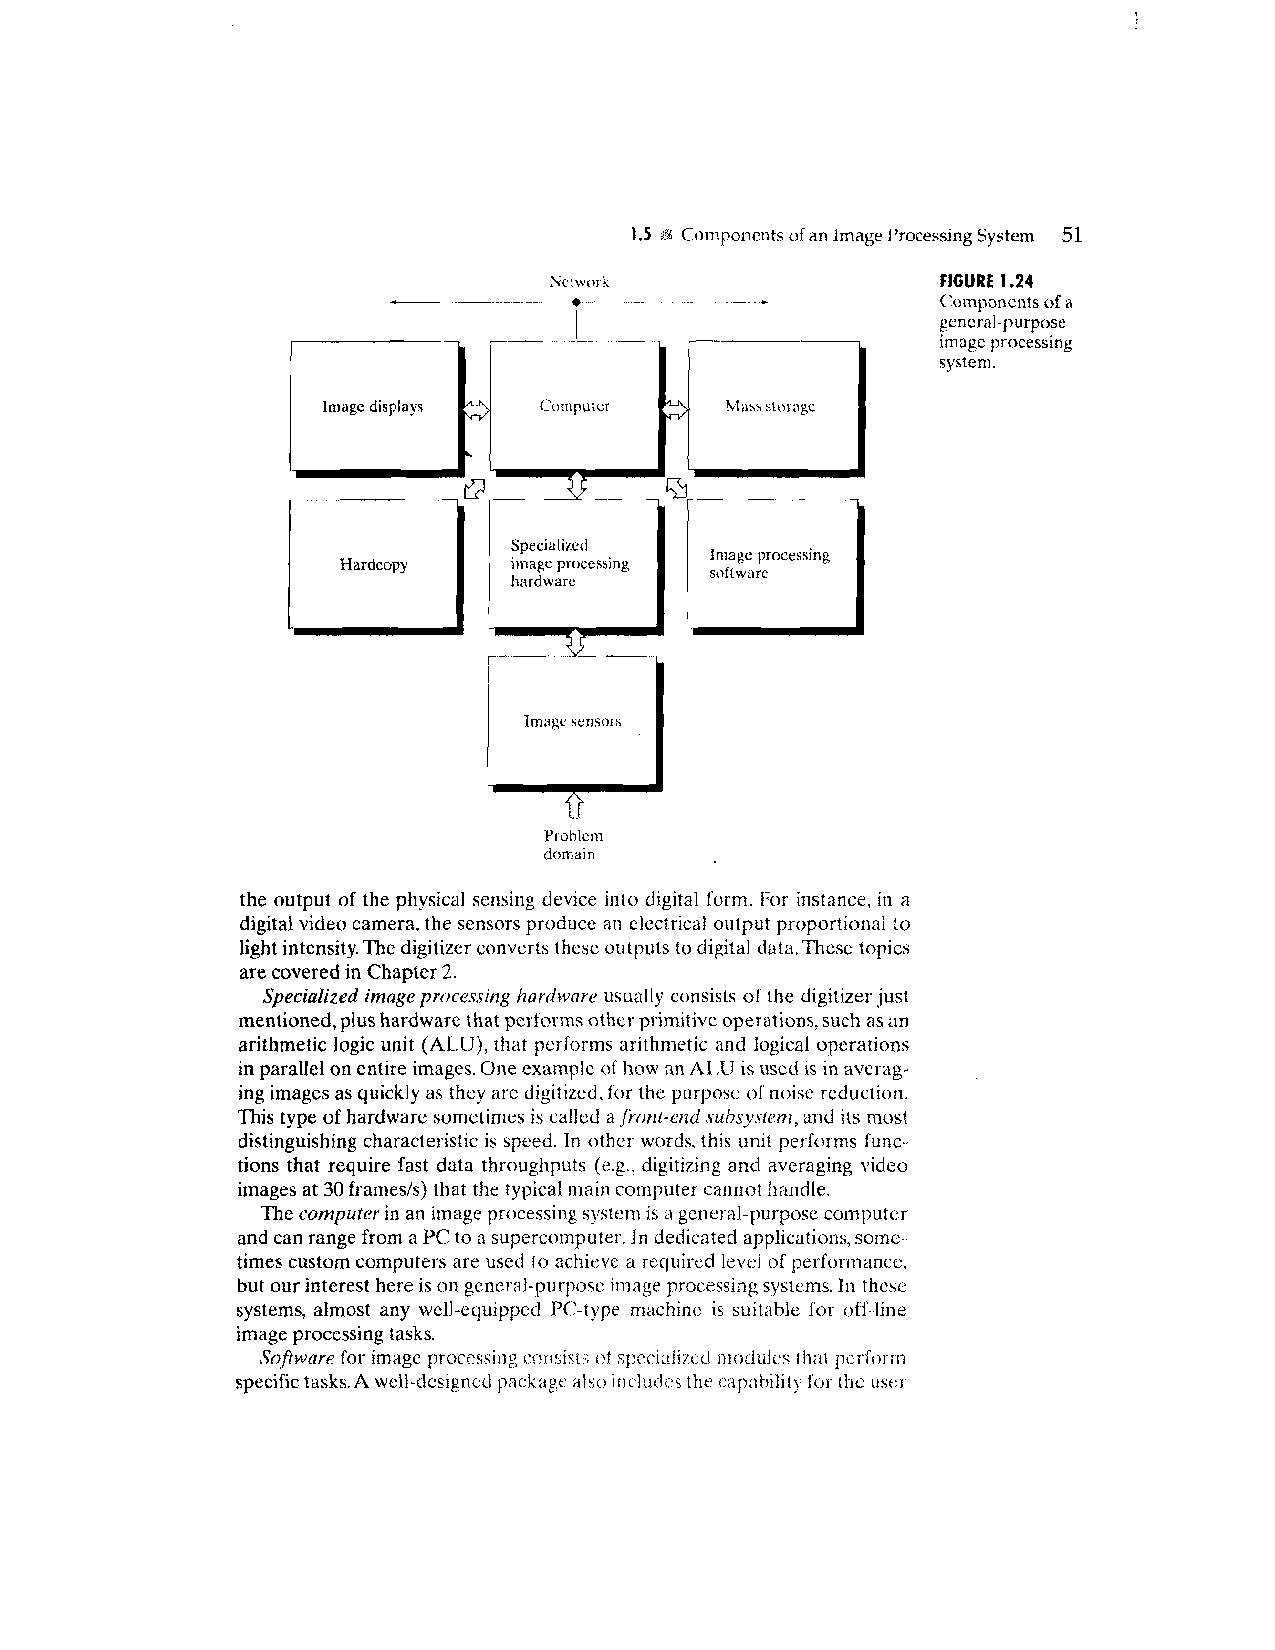 1.5 Components of an Image Processing System 51
Network
FIGURE 1.24
Components of a
general-purpose
image processing
system.
Image displays
Computer
Mass storage
Hardcopy
Specialized
image processing
hardware
Image processing
software
Image sensors
Problem
domain
the output of the physical sensing device into digital form. For instance, in a
digital video camera, the sensors produce an electrical output proportional to
light intensity. The digitizer converts these outputs to digital data. These topics
are covered in Chapter 2.
Specialized image processing hardware usually consists of the digitizer just
mentioned, plus hardware that performs other primitive operations, such as an
arithmetic logic unit (ALU), that performs arithmetic and logical operations
in parallel on entire images. One example of how an ALU is used is in averag-
ing images as quickly as they are digitized, for the purpose of noise reduction.
This type of hardware sometimes is called a front-end subsystem, and its most
distinguishing characteristic is speed. In other words, this unit performs func-
tions that require fast data throughputs (e.g., digitizing and averaging video
images at 30 frames/s) that the typical main computer cannot handle.
The computer in an image processing system is a general-purpose computer
and can range from a PC to a supercomputer. In dedicated applications, some-
times custom computers are used to achieve a required level of performance,
but our interest here is on general-purpose image processing systems. In these
systems, almost any well-equipped PC-type machine is suitable for off-line
image processing tasks.
Software for image processing consists of specialized modules that perform
specific tasks. A well-designed package also includes the capability for the user